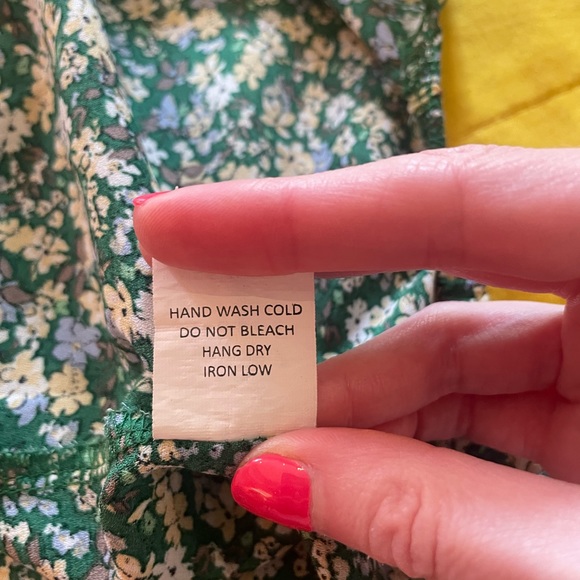 HAND WASH COLD
DO NOT BLEACH
HANG DRY
IRON LOW